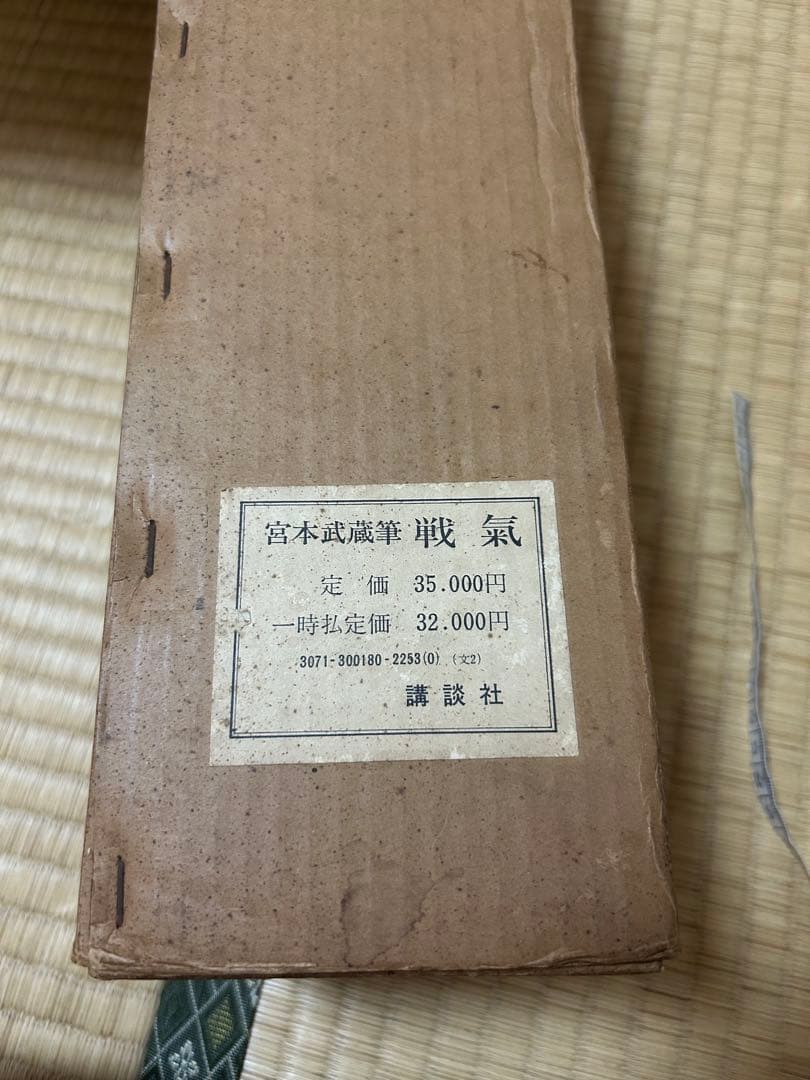 宮本武蔵筆 戦氣
定価 35.000円
一時払定価 32.000円
3071-300180-2253(0) (文2)
講談社